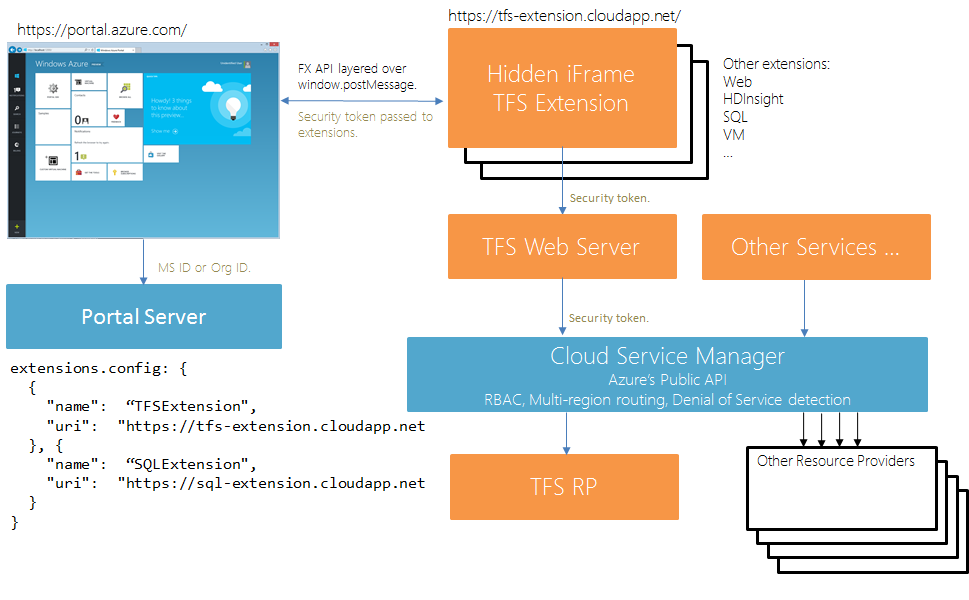 https://portal.azure.com/
https://tfs-extension.cloudapp.net/
Windows Azure
Howdy! 3 things
to know about
this preview...
Show me
0
1
FX API layered over
window.postMessage.
Security token passed to
extensions.
Hidden iFrame
TFS Extension
Other extensions:
Web
HDInsight
SQL
VM
...
Security token.
MS ID or Org ID.
TFS Web Server
Other Services ...
Portal Server
Security token.
Cloud Service Manager
Azure's Public API
RBAC, Multi-region routing, Denial of Service detection
extensions.config: {
{
"name": “TFSExtension",
"uri": "https://tfs-extension.cloudapp.net
}, {
"name": “SQLExtension",
"uri": "https://sql-extension.cloudapp.net
}
}
TFS RP
Other Resource Providers